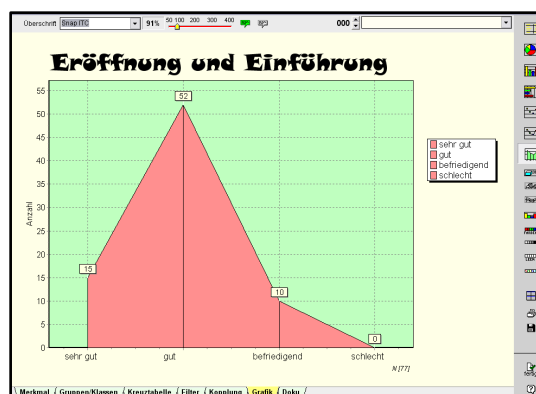 Überschrift Snap ITC 91% 50 100 200 300 400 000
Eröffnung und Einführung
55
50
45
40
35
30
25
20
15
10
5
0
Anzahl
15
52
10
0
sehr gut
gut
befriedigend
schlecht
sehr gut gut befriedigend schlecht
N [77]
Merkmal Gruppen/Klassen Kreuztabelle Filter Kopplung Grafik Doku